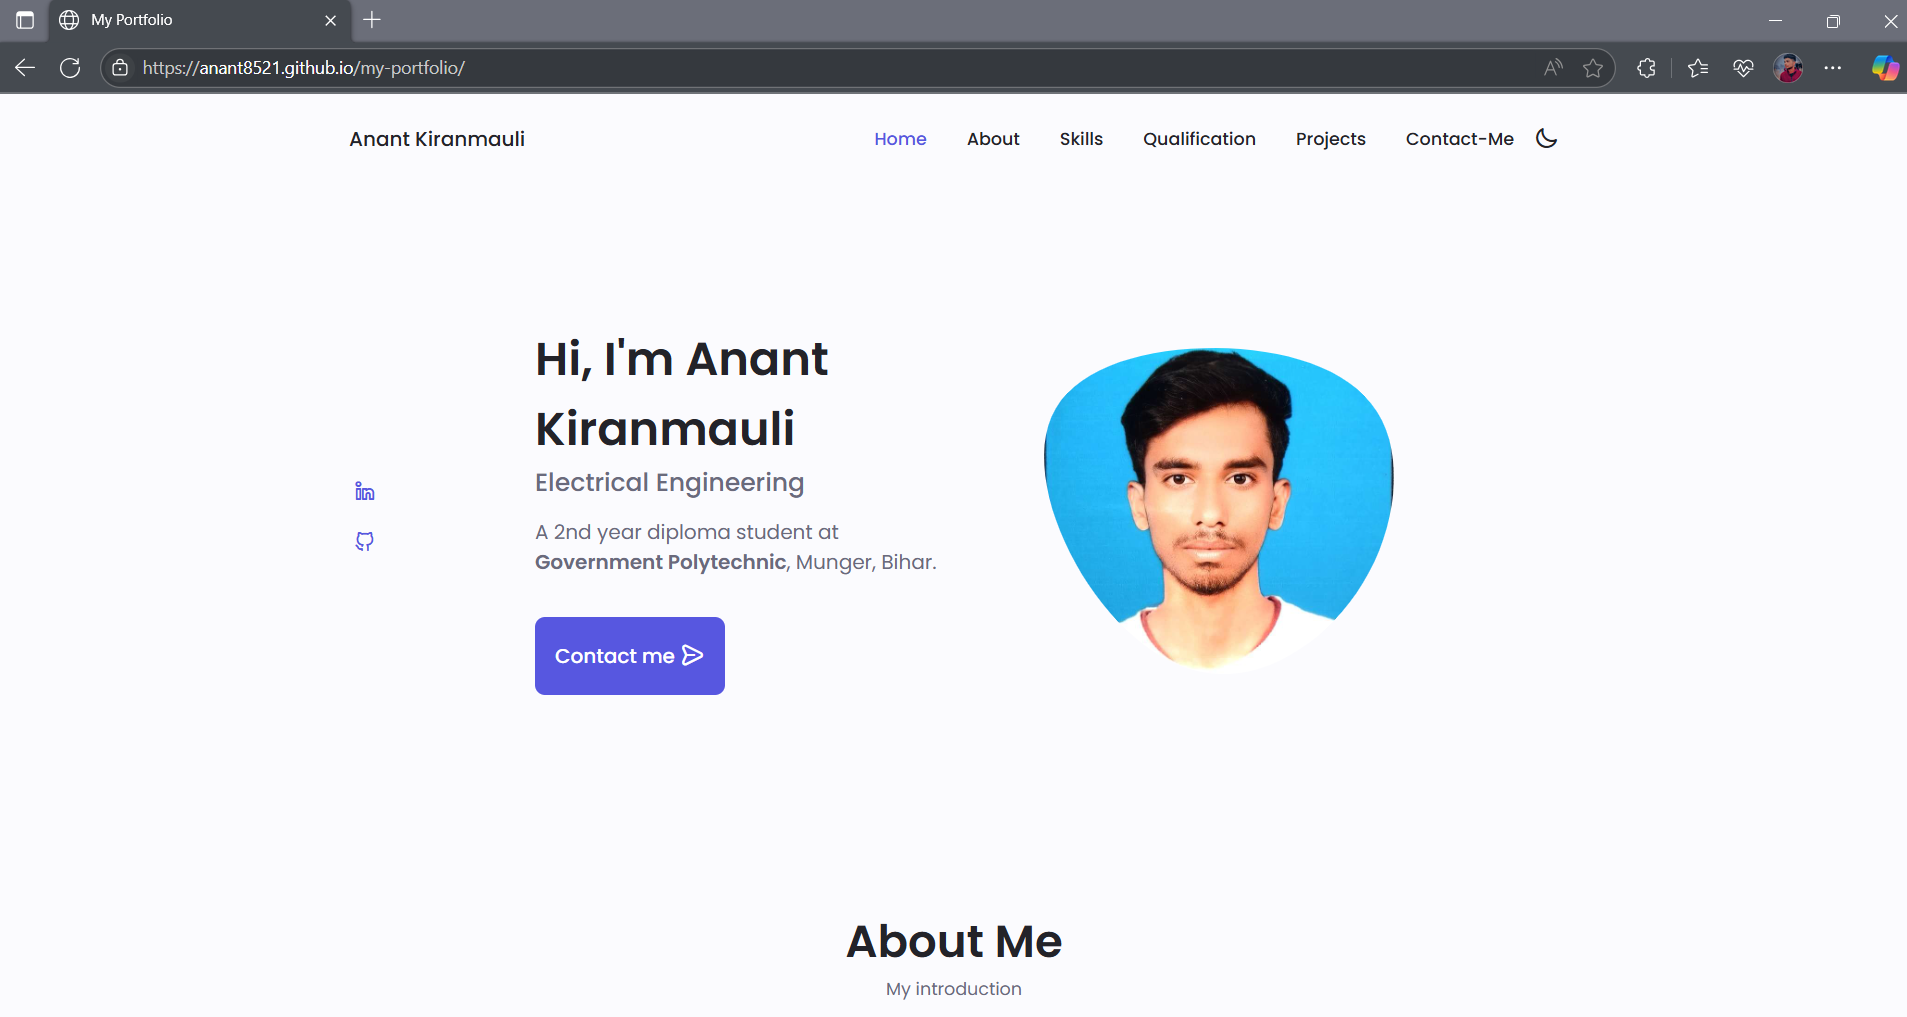 My Portfolio
https://anant8521.github.io/my-portfolio/
Anant Kiranmauli
Home
About
Skills
Qualification
Projects
Contact-Me
Hi, I'm Anant
Kiranmauli
Electrical Engineering
A 2nd year diploma student at
Government Polytechnic, Munger, Bihar.
Contact me
About Me
My introduction